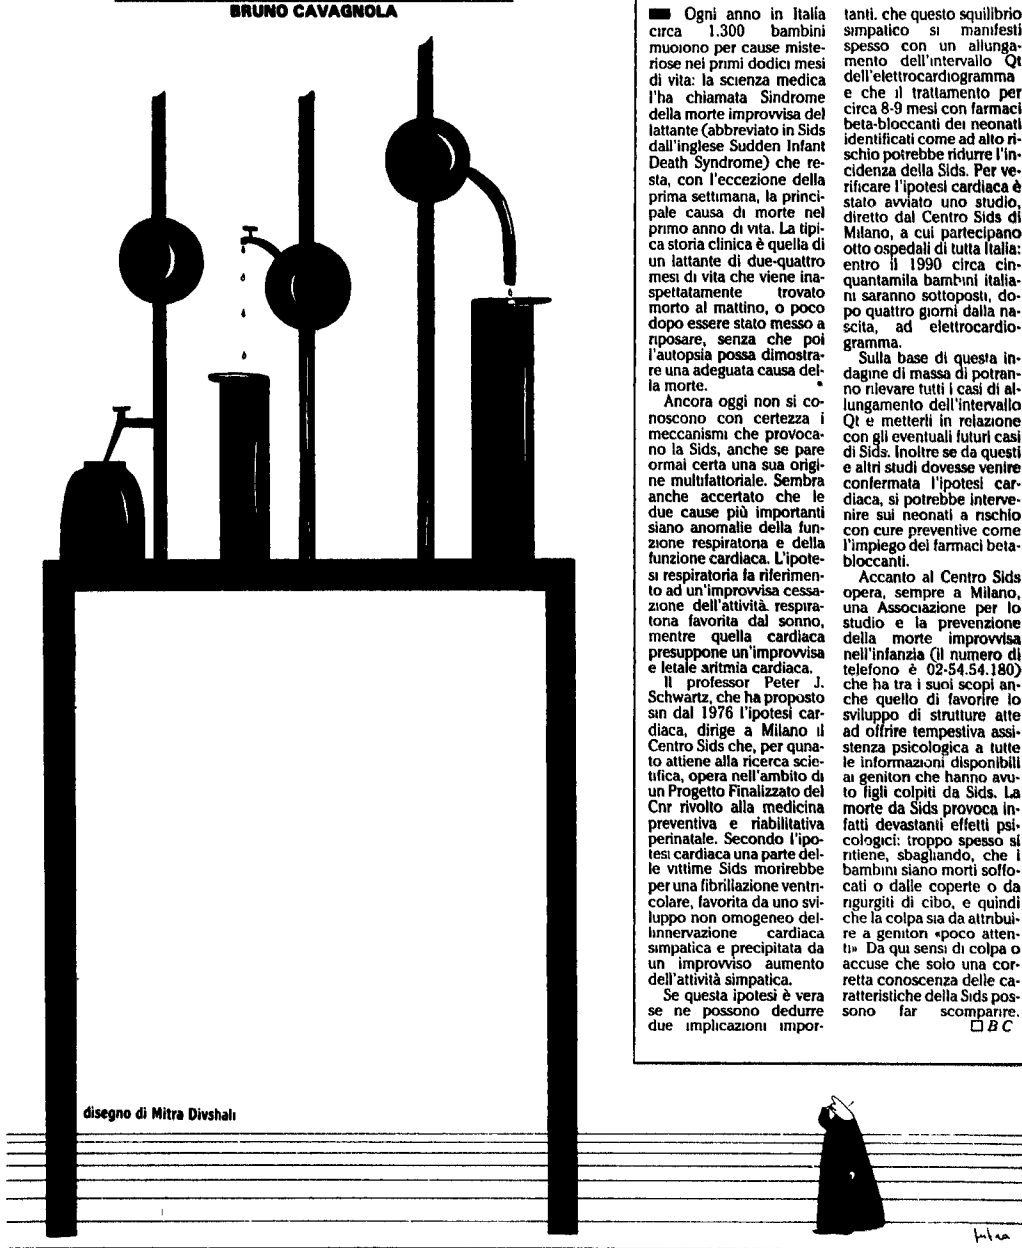 BRUNO CAVAGNOLA
Ogni anno in Italia
circa 1.300 bambini
muoiono per cause miste-
riose nei primi dodici mesi
di vita: la scienza medica
l'ha chiamata Sindrome
della morte improvvisa del
lattante (abbreviato in Sids
dall'inglese Sudden Infant
Death Syndrome) che re-
sta, con l'eccezione della
prima settimana, la princi-
pale causa di morte nel
primo anno di vita. La tipi-
ca storia clinica è quella di
un lattante di due-quattro
mesi di vita che viene ina-
spettatamente trovato
morto al mattino, o poco
dopo essere stato messo a
riposare, senza che poi
l'autopsia possa dimostra-
re una adeguata causa del-
la morte.
Ancora oggi non si co-
noscono con certezza i
meccanismi che provoca-
no la Sids, anche se pare
ormai certa una sua origi-
ne multifattoriale. Sembra
anche accertato che le
due cause più importanti
siano anomalie della fun-
zione respiratoria e della
funzione cardiaca. L'ipote-
si respiratoria fa riferimen-
to ad un'improvvisa cessa-
zione dell'attività respira-
toria favorita dal sonno,
mentre quella cardiaca
presuppone un'improvvisa
e letale aritmia cardiaca.
Il professor Peter J.
Schwartz, che ha proposto
sin dal 1976 l'ipotesi car-
diaca, dirige a Milano il
Centro Sids che, per quna-
to attiene alla ricerca scie-
tifica, opera nell'ambito di
un Progetto Finalizzato del
Cnr rivolto alla medicina
preventiva e riabilitativa
perinatale. Secondo l'ipo-
tesi cardiaca una parte del-
le vittime Sids morirebbe
per una fibrillazione ventri-
colare, favorita da uno svi-
luppo non omogeneo del-
linnervazione cardiaca
simpatica e precipitata da
un improvviso aumento
dell'attività simpatica.
Se questa ipotesi è vera
se ne possono dedurre
due implicazioni impor-
tanti. che questo squilibrio
simpatico si manifesti
spesso con un allunga-
mento dell'intervallo Qt
dell'elettrocardiogramma
e che il trattamento per
circa 8-9 mesi con farmaci
beta-bloccanti dei neonati
identificati come ad alto ri-
schio potrebbe ridurre l'in-
cidenza della Sids. Per ve-
rificare l'ipotesi cardiaca è
stato avviato uno studio,
diretto dal Centro Sids di
Milano, a cui partecipano
otto ospedali di tutta Italia:
entro il 1990 circa cin-
quantamila bambini italia-
ni saranno sottoposti, do-
po quattro giorni dalla na-
scita, ad elettrocardio-
gramma.
Sulla base di questa in-
dagine di massa di potran-
no rilevare tutti i casi di al-
lungamento dell'intervallo
Qt e metterli in relazione
con gli eventuali futuri casi
di Sids. Inoltre se da questi
e altri studi dovesse venire
confermata l'ipotesi car-
diaca, si potrebbe interve-
nire sui neonati a rischio
con cure preventive come
l'impiego dei farmaci beta-
bloccanti.
Accanto al Centro Sids
opera, sempre a Milano,
una Associazione per lo
studio e la prevenzione
della morte improvvisa
nell'infanzia (il numero di
telefono è 02-54.54.180)
che ha tra i suoi scopi an-
che quello di favorire lo
sviluppo di strutture atte
ad offrire tempestiva assi-
stenza psicologica a tutte
le informazioni disponibili
ai genitori che hanno avu-
to figli colpiti da Sids. La
morte da Sids provoca in-
fatti devastanti effetti psi-
cologici: troppo spesso si
ritiene, sbagliando, che i
bambini siano morti soffo-
cati o dalle coperte o da
rigurgiti di cibo, e quindi
che la colpa sia da attribui-
re a genitori «poco atten-
ti» Da qui sensi di colpa o
accuse che solo una cor-
retta conoscenza delle ca-
ratteristiche della Sids pos-
sono far scomparire.
□ B C
disegno di Mitra Divshali
mitra